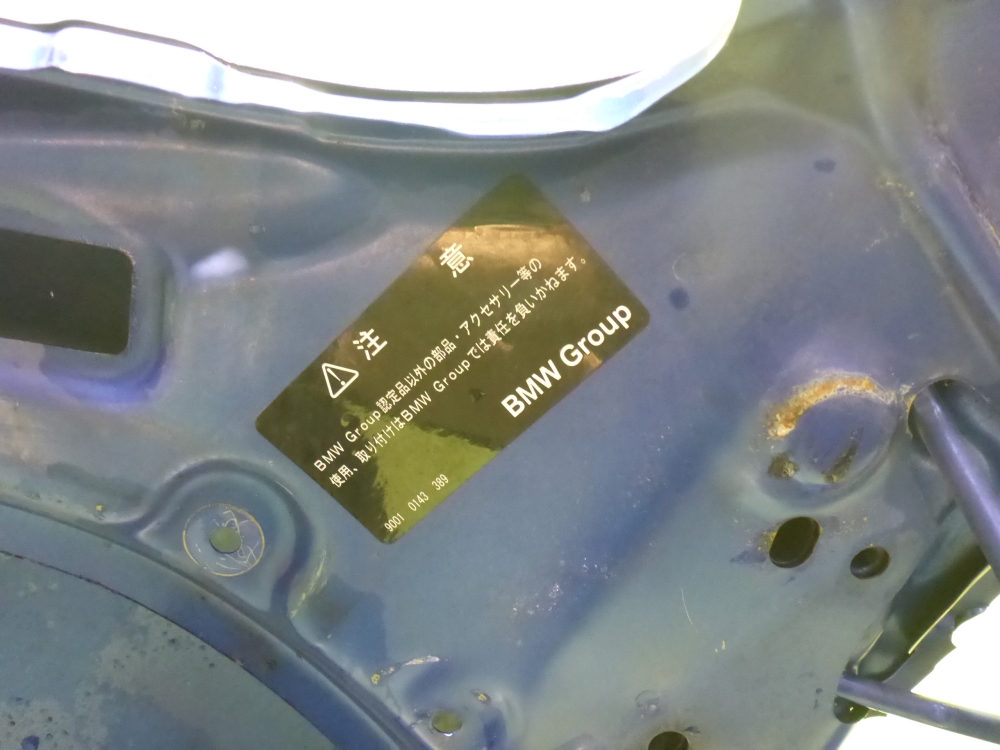 注 意
BMW Group認定品以外の部品・アクセサリー等の
使用、取り付けはBMW Groupでは責任を負いかねます。
BMW Group
9001 0143 389